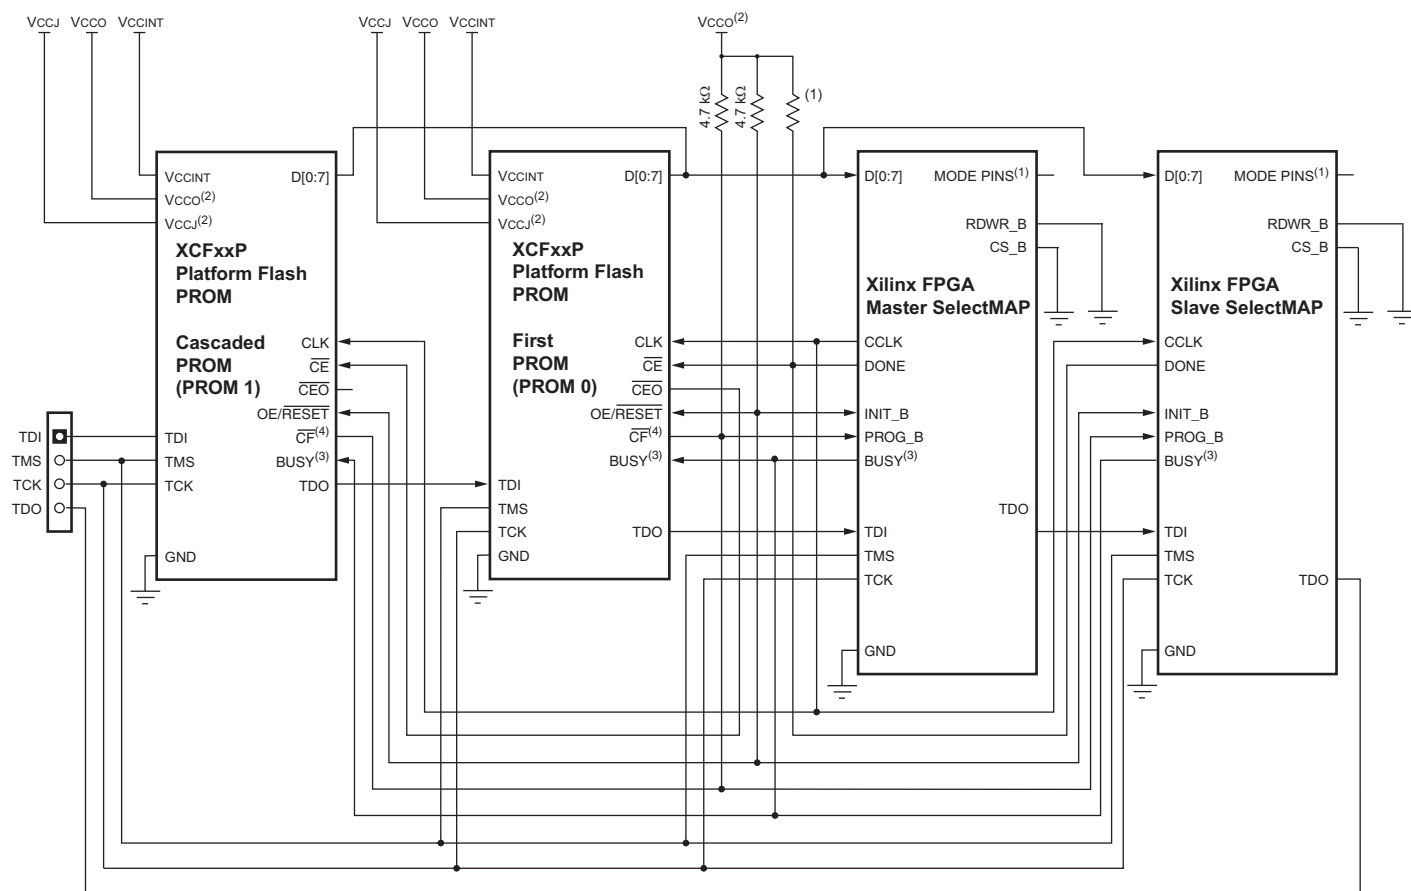 VCCJ VCCO VCCINT
VCCJ VCCO VCCINT
VCCO(2)
4.7 kΩ
4.7 kΩ
(1)
VCCINT
D[0:7]
VCCO(2)
VCCJ(2)
XCFxxP
Platform Flash
PROM
Cascaded
PROM
(PROM 1)
CLK
CE
CEO
OE/RESET
CF(4)
BUSY(3)
TDO
TDI
TMS
TCK
GND
TDI
TMS
TCK
TDO
VCCINT
D[0:7]
VCCO(2)
VCCJ(2)
XCFxxP
Platform Flash
PROM
First
PROM
(PROM 0)
CLK
CE
CEO
OE/RESET
CF(4)
BUSY(3)
TDI
TMS
TCK
TDO
GND
D[0:7]
MODE PINS(1)
RDWR_B
CS_B
Xilinx FPGA
Master SelectMAP
CCLK
DONE
INIT_B
PROG_B
BUSY(3)
TDO
TDI
TMS
TCK
GND
D[0:7]
MODE PINS(1)
RDWR_B
CS_B
Xilinx FPGA
Slave SelectMAP
CCLK
DONE
INIT_B
PROG_B
BUSY(3)
TDI
TMS
TCK
TDO
GND